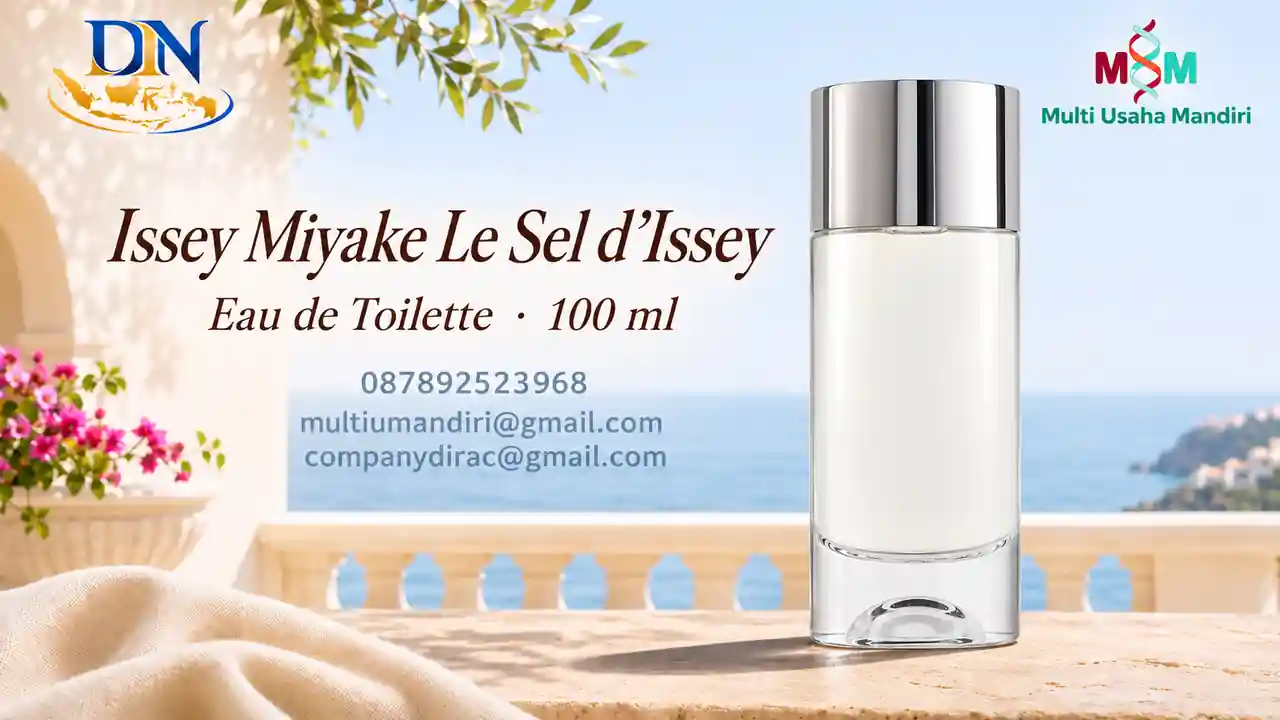 DN
M M
Multi Usaha Mandiri
Issey Miyake Le Sel d’Issey
Eau de Toilette · 100 ml
087892523968
multiumandiri@gmail.com
companydirac@gmail.com